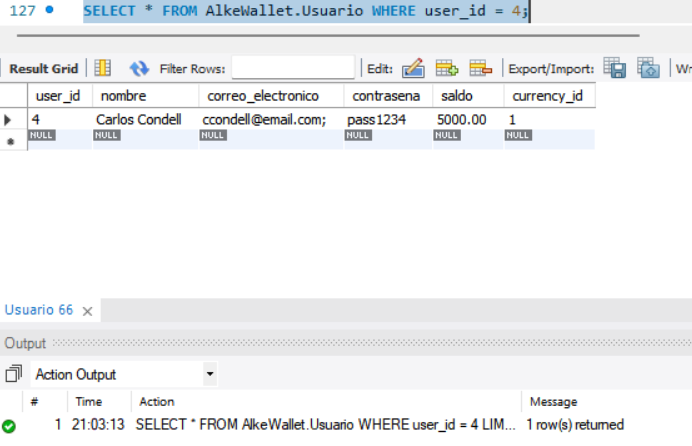 127 SELECT * FROM AlkeWallet.Usuario WHERE user_id = 4;
Result Grid Filter Rows: Edit: Export/Import: Wr
user_id nombre correo_electronico contrasena saldo currency_id
4 Carlos Condell ccondell@email.com; pass1234 5000.00 1
NULL NULL NULL NULL NULL NULL
Usuario 66
Output
Action Output
# Time Action Message
1 21:03:13 SELECT * FROM AlkeWallet.Usuario WHERE user_id = 4 LIM... 1 row(s) returned